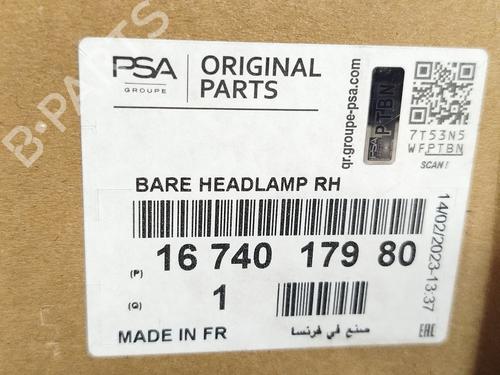 PSA
GROUPE
ORIGINAL
PARTS
qr.groupe-psa.com
PSA
PTBN
7T53N5
WFPTBN
SCAN!
BARE HEADLAMP RH
14/02/2023-13:37
(P) 16 740 179 80
(Q) 1
MADE IN FR
صنع في فرنسا
EAC
B-PARTS